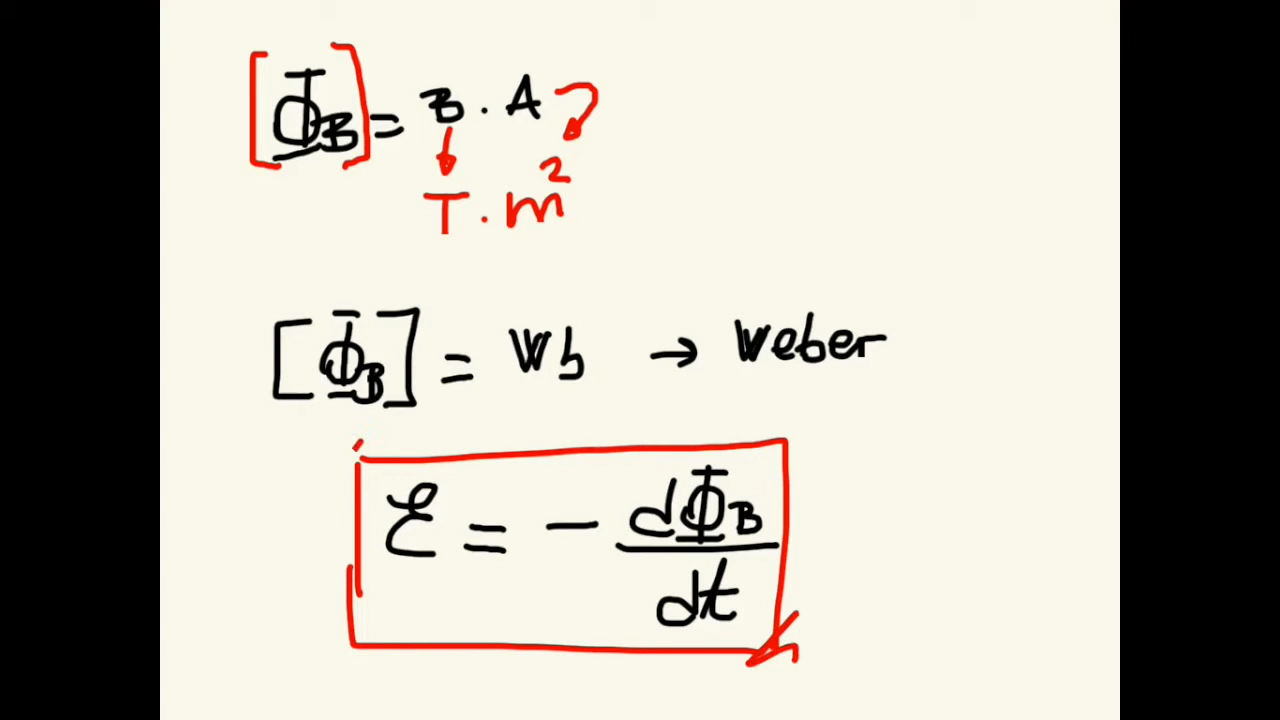 [Φ_B] = B · A
T · m²
[Φ_B] = Wb → Weber
ℰ = - dΦ_B / dt